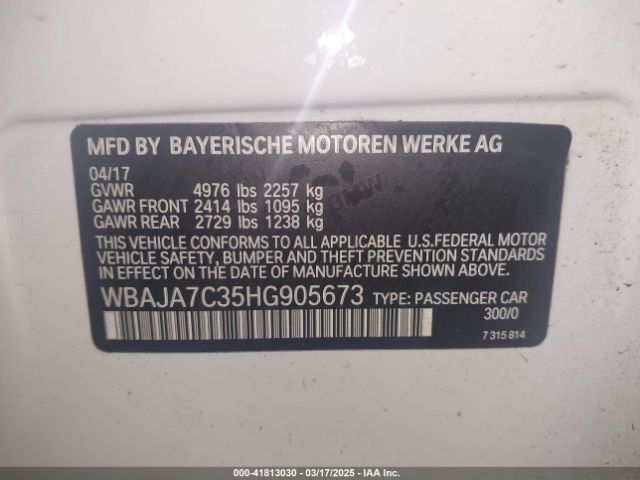 MFD BY BAYERISCHE MOTOREN WERKE AG
04/17
GVWR 4976 lbs 2257 kg
GAWR FRONT 2414 lbs 1095 kg
GAWR REAR 2729 lbs 1238 kg
THIS VEHICLE CONFORMS TO ALL APPLICABLE U.S.FEDERAL MOTOR
VEHICLE SAFETY, BUMPER AND THEFT PREVENTION STANDARDS
IN EFFECT ON THE DATE OF MANUFACTURE SHOWN ABOVE.
WBAJA7C35HG905673 TYPE: PASSENGER CAR
300/0
7 315 814
000-41813030 - 03/17/2025 - IAA Inc.